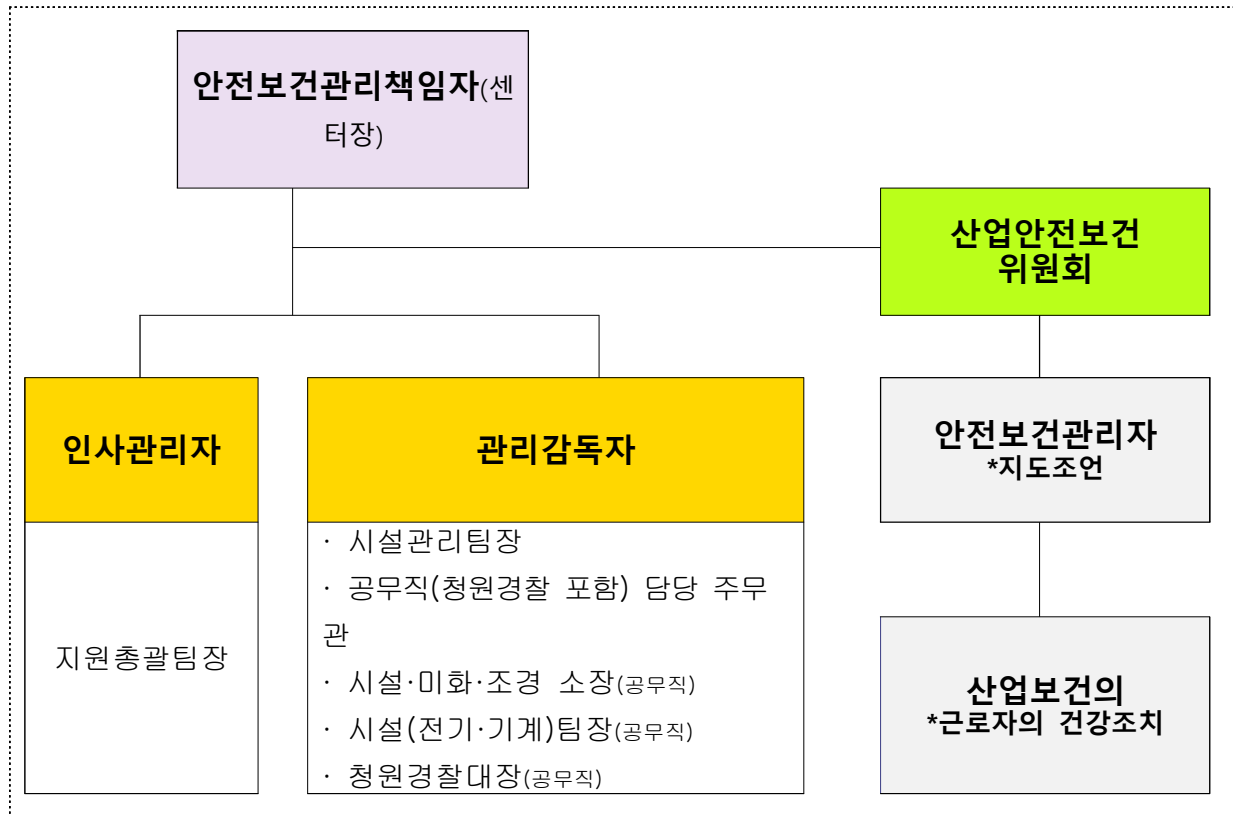 안전보건관리책임자(센
터장)
산업안전보건
위원회
인사관리자
관리감독자
안전보건관리자
*지도조언
지원총괄팀장
· 시설관리팀장
· 공무직(청원경찰 포함) 담당 주무
관
· 시설·미화·조경 소장(공무직)
· 시설(전기·기계)팀장(공무직)
· 청원경찰대장(공무직)
산업보건의
*근로자의 건강조치